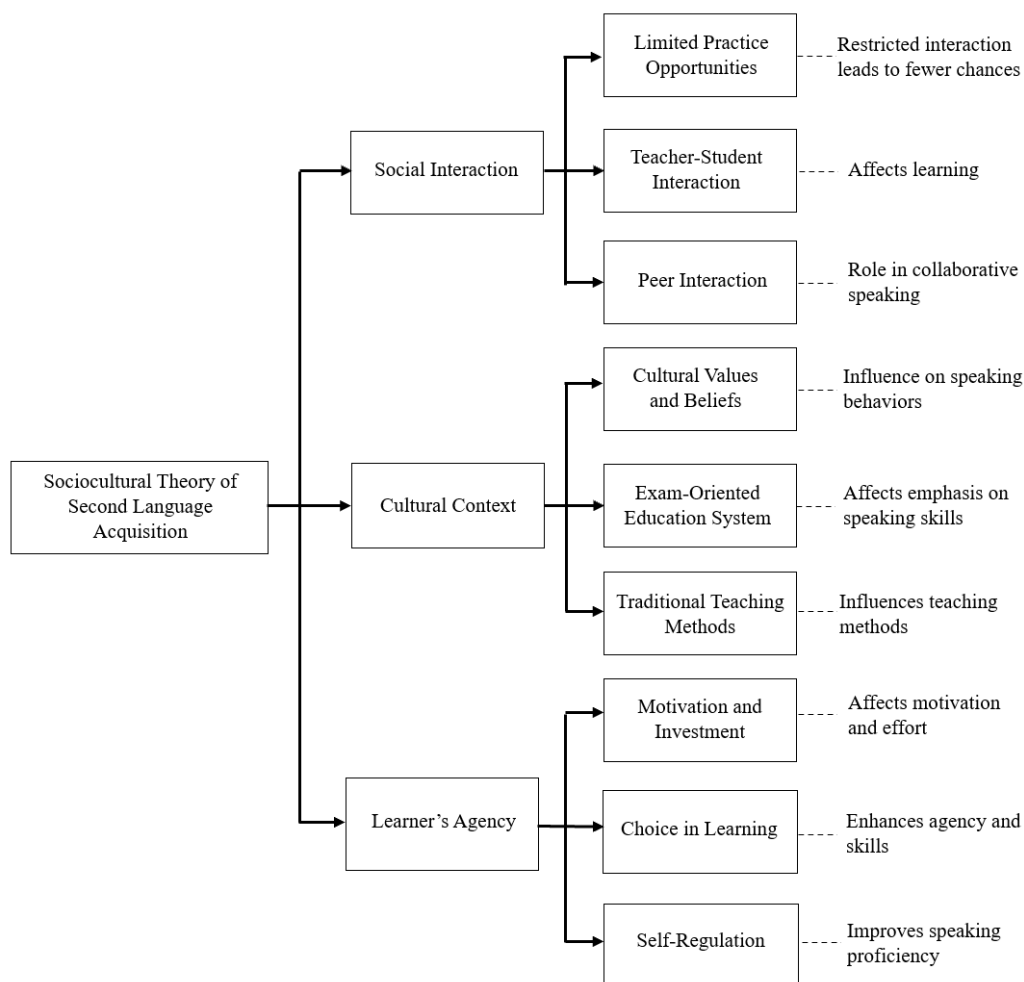 Limited Practice
Opportunities
Restricted interaction
leads to fewer chances
Social Interaction
Teacher-Student
Interaction
Affects learning
Peer Interaction
Role in collaborative
speaking
Cultural Values
and Beliefs
Influence on speaking
behaviors
Sociocultural Theory of
Second Language
Acquisition
Cultural Context
Exam-Oriented
Education System
Affects emphasis on
speaking skills
Traditional Teaching
Methods
Influences teaching
methods
Motivation and
Investment
Affects motivation
and effort
Learner’s Agency
Choice in Learning
Enhances agency and
skills
Self-Regulation
Improves speaking
proficiency